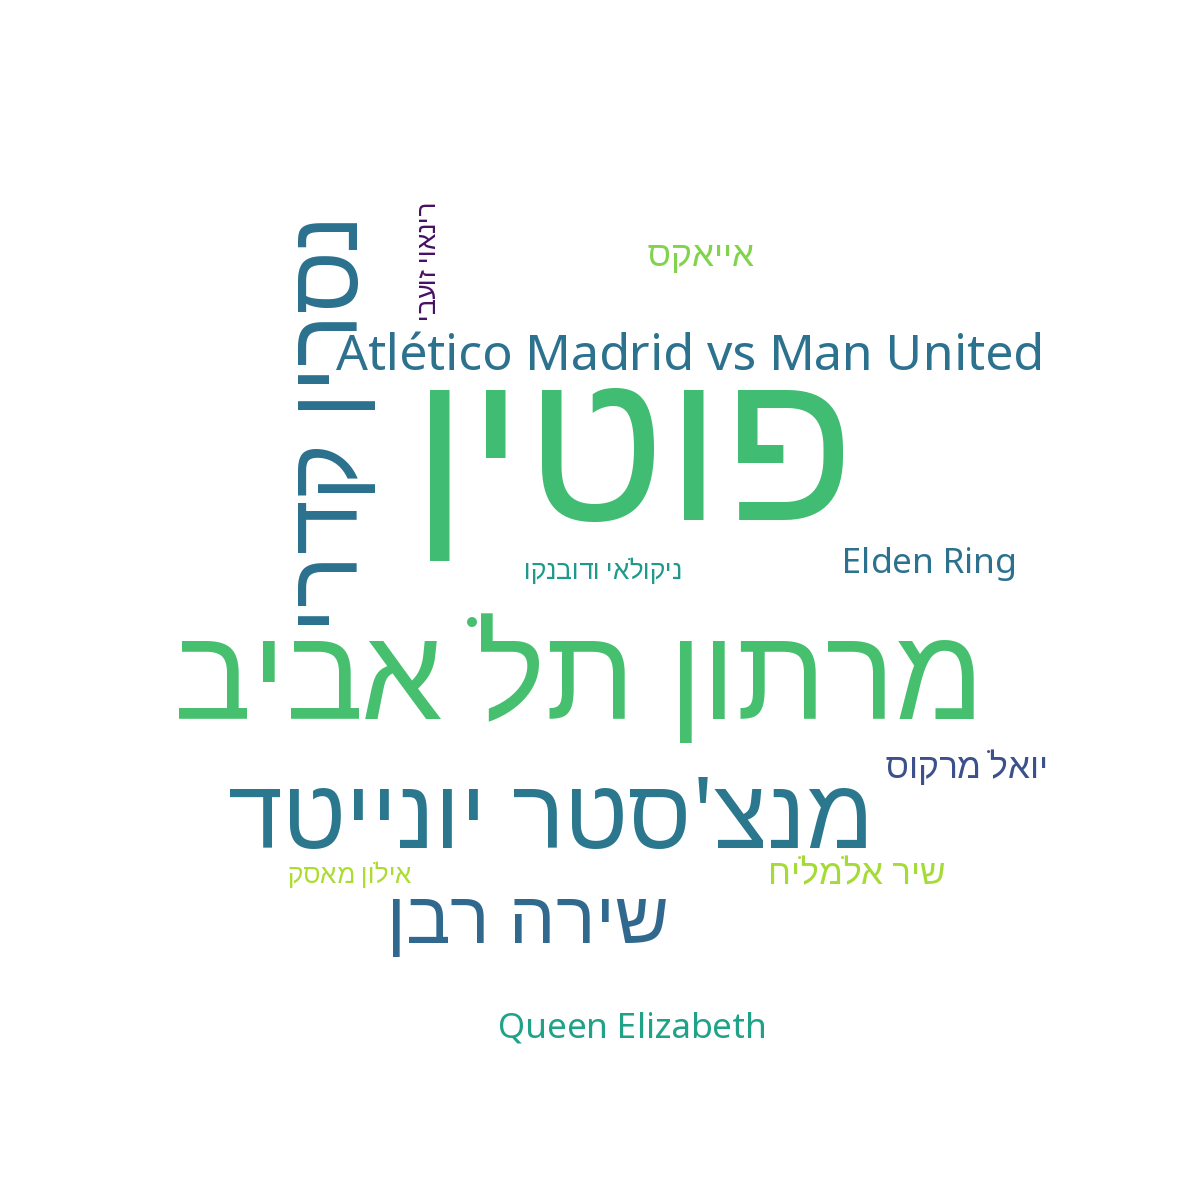 רינאוי זועבי
נסרין קדרי
אייאקס
Atlético Madrid vs Man United
פוטין
Elden Ring
ניקולאי ודובנקו
מרתון תל אביב
יואל מרקוס
מנצ'סטר יונייטד
שיר אלמליח
אילון מאסק
שירה רבן
Queen Elizabeth